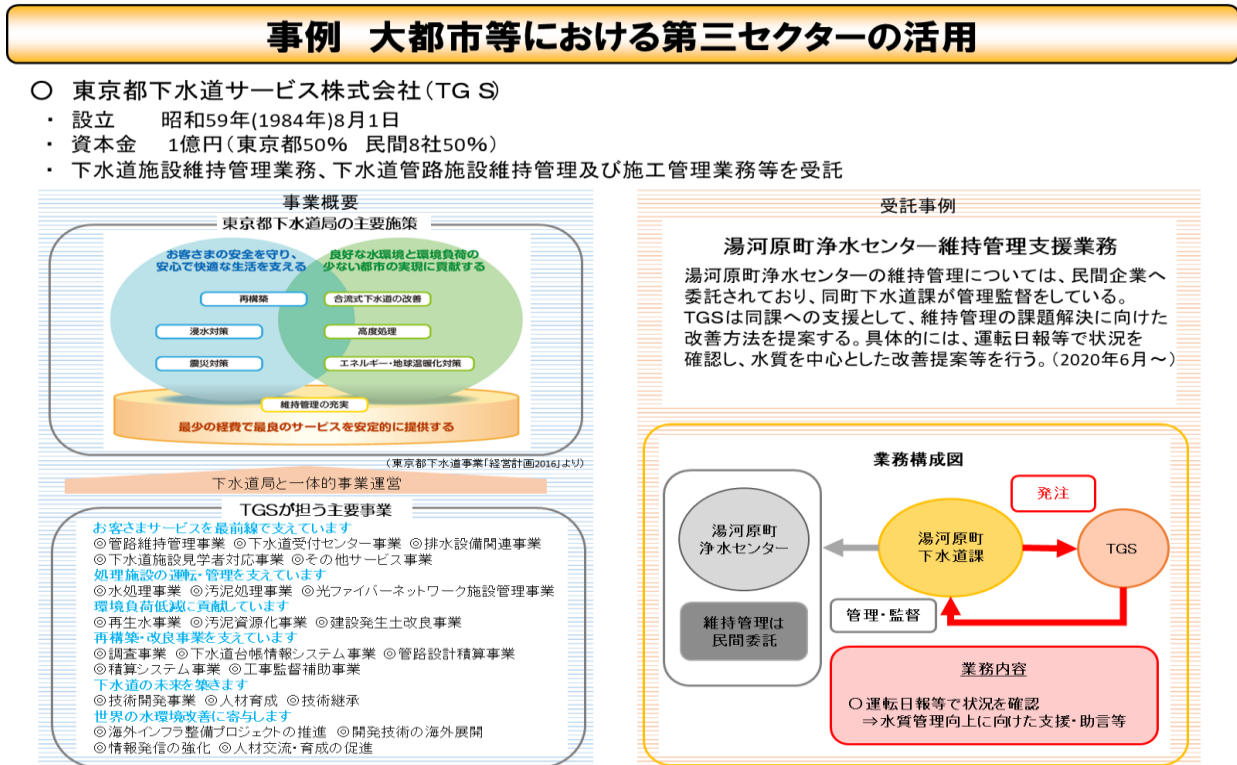 事例　大都市等における第三セクターの活用
〇　東京都下水道サービス株式会社（TGS）
・　設立　　昭和59年(1984年)8月1日
・　資本金　1億円（東京都50%　民間8社50%）
・　下水道施設維持管理業務、下水道管路施設維持管理及び施工管理業務等を受託
事業概要
東京都下水道局の主要施策
お客さまの安全を守り、
安心で快適な生活を支える
良好な水環境と環境負荷の
少ない都市の実現に貢献する
再構築
合流式下水道の改善
浸水対策
高度処理
震災対策
エネルギー・地球温暖化対策
維持管理の充実
最少の経費で最良のサービスを安定的に提供する
（東京都下水道事業「経営計画2016」より）
下水道局と一体的事業運営
TGSが担う主要事業
お客さまサービスを最前線で支えています
◎管路維持管理事業　◎下水道受付センター事業　◎排水設備関連事業
◎下水道施設見学者対応事業　◎その他サービス事業
処理施設の運転・管理を支えています
◎水処理事業　◎汚泥処理事業　◎光ファイバーネットワーク施設管理事業
環境負荷低減に貢献しています
◎再生水事業　◎汚泥資源化事業　◎建設発生土改良事業
再構築・改良事業を支えています
◎調査事業　◎下水道台帳情報システム事業　◎管路設計積算事業
◎積算システム事業　◎工事監督補助事業
下水道の未来を築きます
◎技術開発事業　◎人材育成　◎技術継承
世界の水環境改善に寄与します
◎海外インフラ整備プロジェクトの推進　◎開発技術の海外展開
◎情報発信の強化　◎人材交流・育成の促進
受託事例
湯河原町浄水センター維持管理支援業務
湯河原町浄水センターの維持管理については、民間企業へ
委託されており、同町下水道課が管理監督をしている。
TGSは同課への支援として、維持管理の課題解決に向けた
改善方法を提案する。具体的には、運転日報等で状況を
確認し、水質を中心とした改善提案等を行う。（2020年6月～）
業務構成図
発注
湯河原町
浄水センター
湯河原町
下水道課
TGS
維持管理は
民間委託
管理・監督
業務内容
〇運転日報等で状況を確認
⇒水質管理向上に向けた支援・助言等